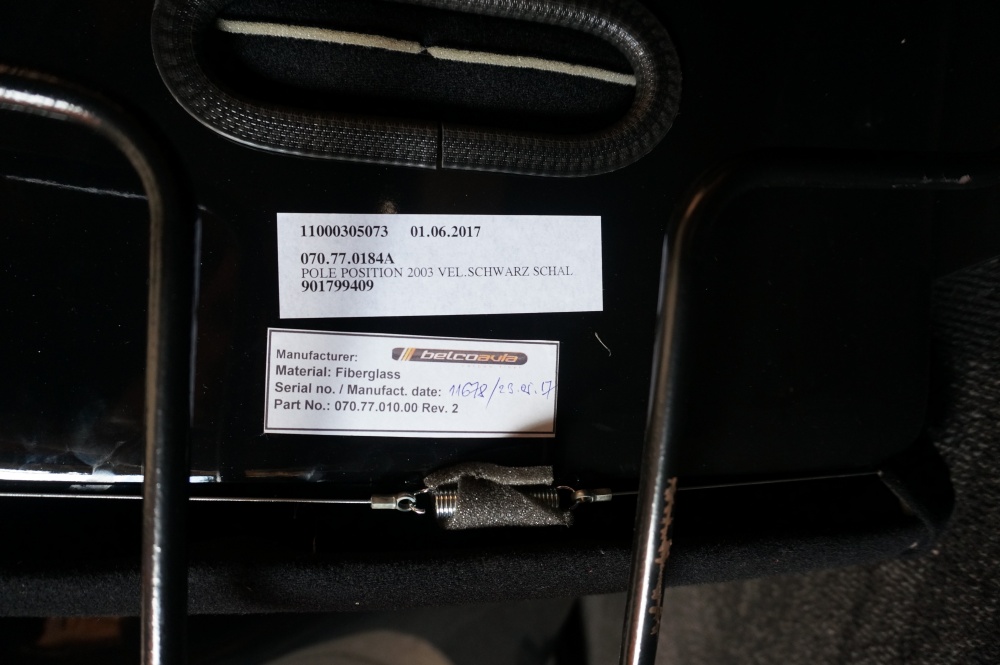 11000305073 01.06.2017
070.77.0184A
POLE POSITION 2003 VEL.SCHWARZ SCHAL
901799409
Manufacturer: belcoavia
Material: Fiberglass
Serial no. / Manufact. date: 11678/23.05.17
Part No.: 070.77.010.00 Rev. 2